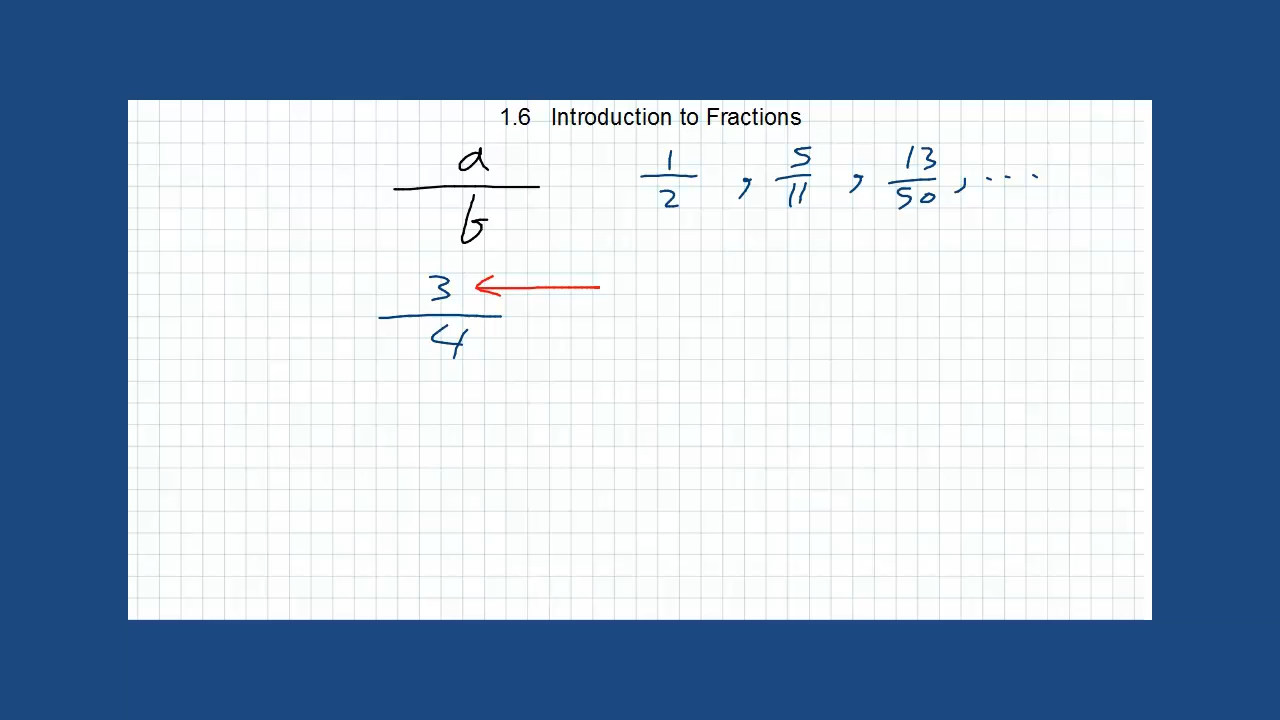 1.6 Introduction to Fractions
a/b 1/2 , 5/11 , 13/50 , ...
3/4